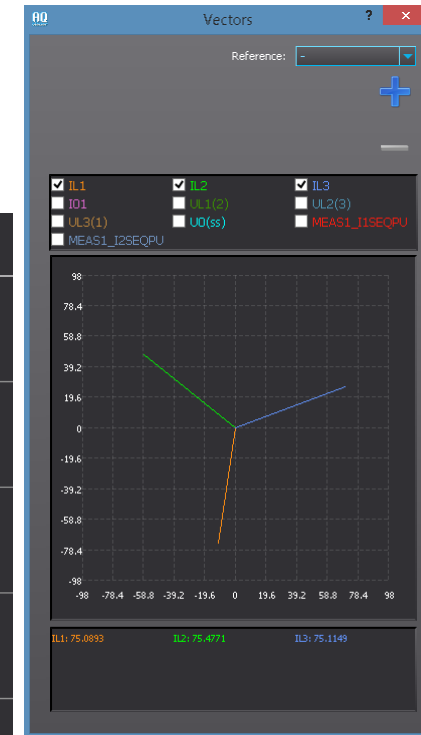 AQ Vectors ? ×
Reference: -
IL1 IL2 IL3
I01 UL1(2) UL2(3)
UL3(1) U0(ss) MEAS1_I1SEQPU
MEAS1_I2SEQPU
98
78.4
58.8
39.2
19.6
0
-19.6
-39.2
-58.8
-78.4
-98
-98 -78.4 -58.8 -39.2 -19.6 0 19.6 39.2 58.8 78.4 98
IL1: 75.0893 IL2: 75.4771 IL3: 75.1149